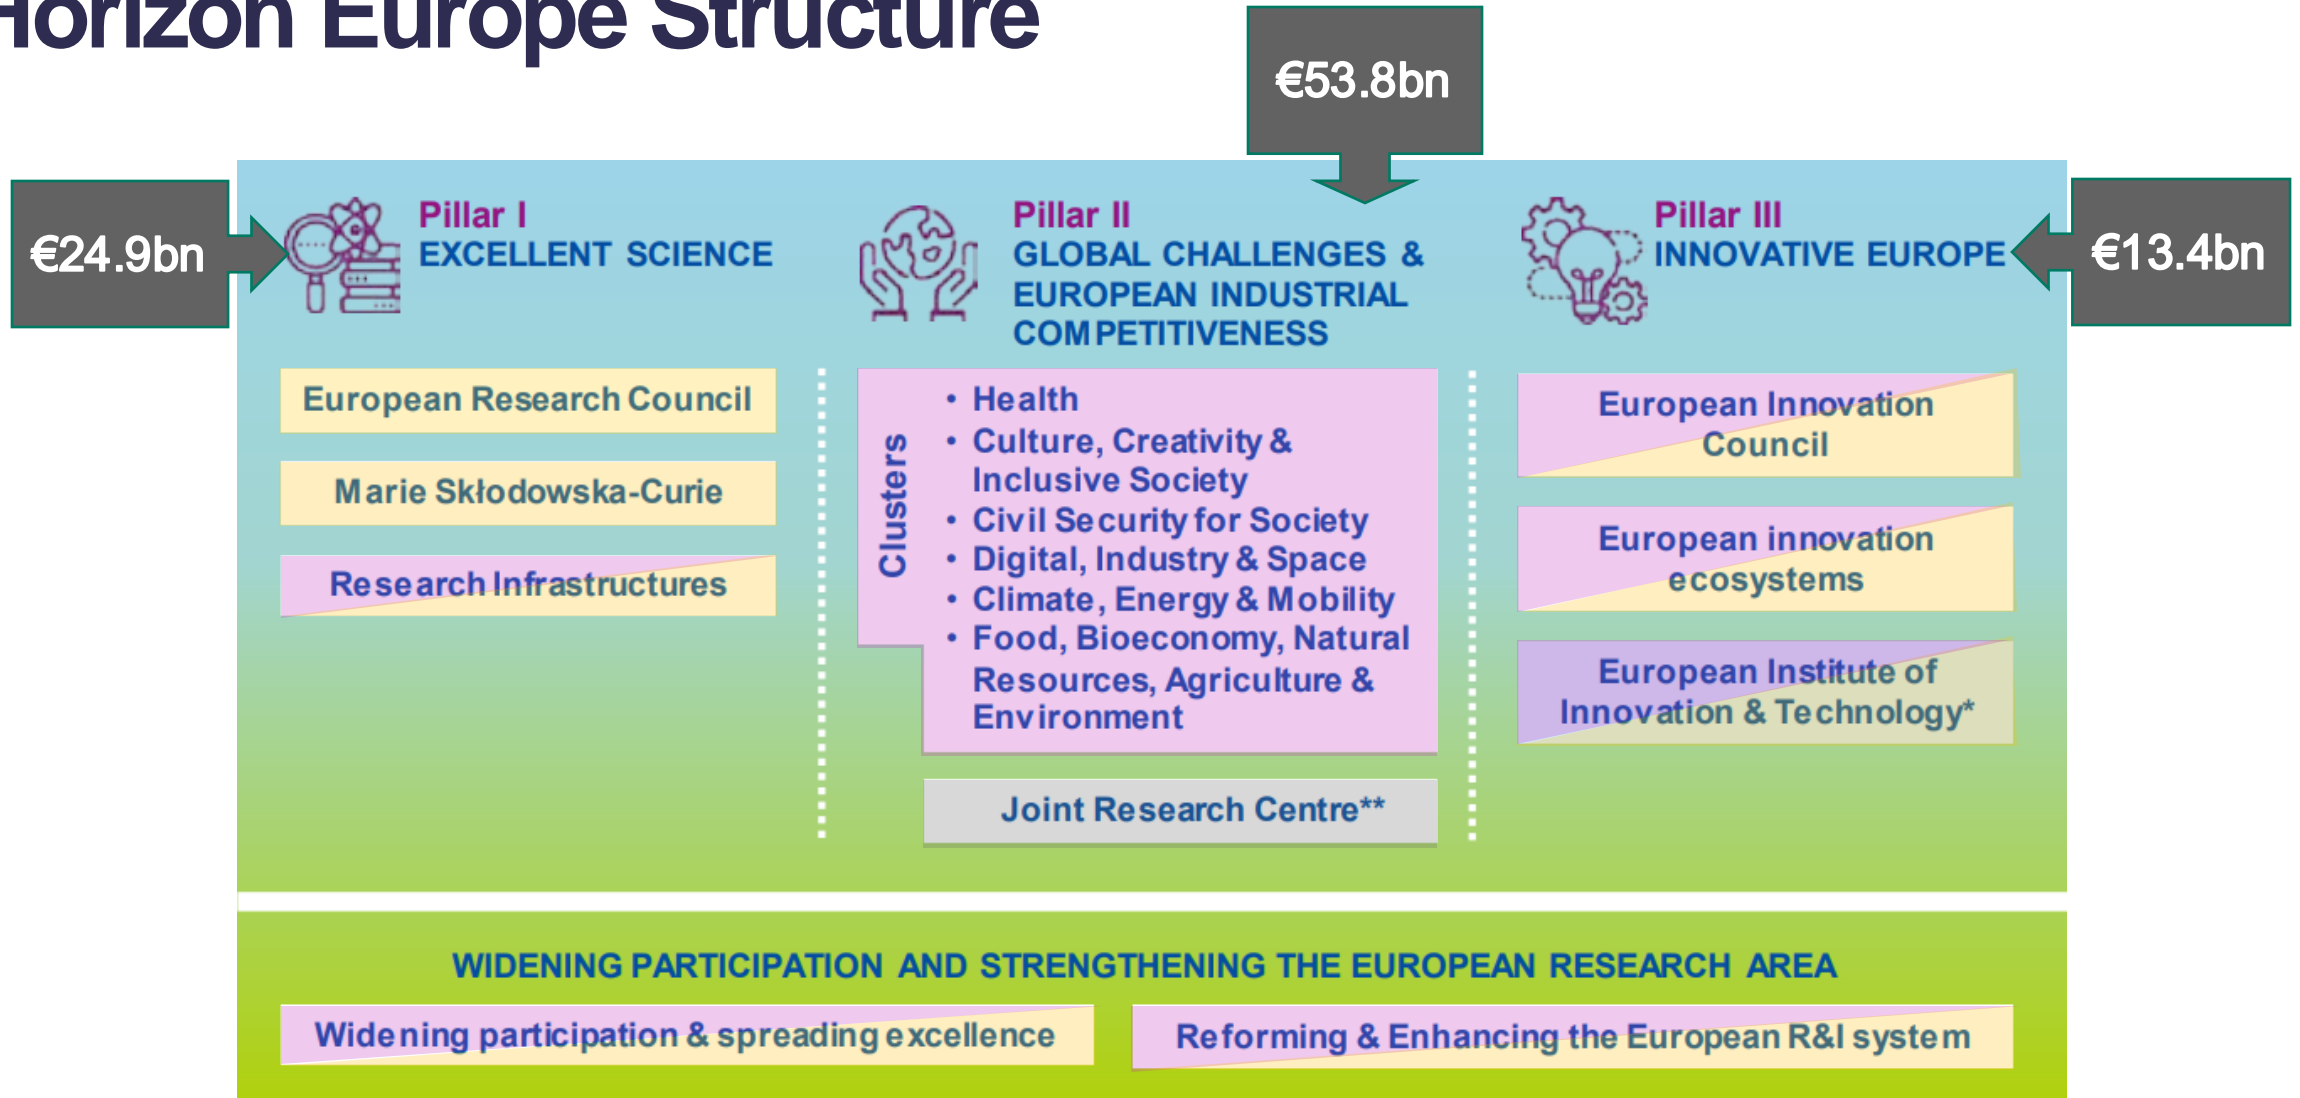 Horizon Europe Structure
€53.8bn
€24.9bn
Pillar I
EXCELLENT SCIENCE
European Research Council
Marie Skłodowska-Curie
Research Infrastructures
Pillar II
GLOBAL CHALLENGES &
EUROPEAN INDUSTRIAL
COMPETITIVENESS
Clusters
• Health
• Culture, Creativity &
Inclusive Society
• Civil Security for Society
• Digital, Industry & Space
• Climate, Energy & Mobility
• Food, Bioeconomy, Natural
Resources, Agriculture &
Environment
Joint Research Centre**
Pillar III
INNOVATIVE EUROPE
€13.4bn
European Innovation
Council
European innovation
ecosystems
European Institute of
Innovation & Technology*
WIDENING PARTICIPATION AND STRENGTHENING THE EUROPEAN RESEARCH AREA
Widening participation & spreading excellence
Reforming & Enhancing the European R&I system